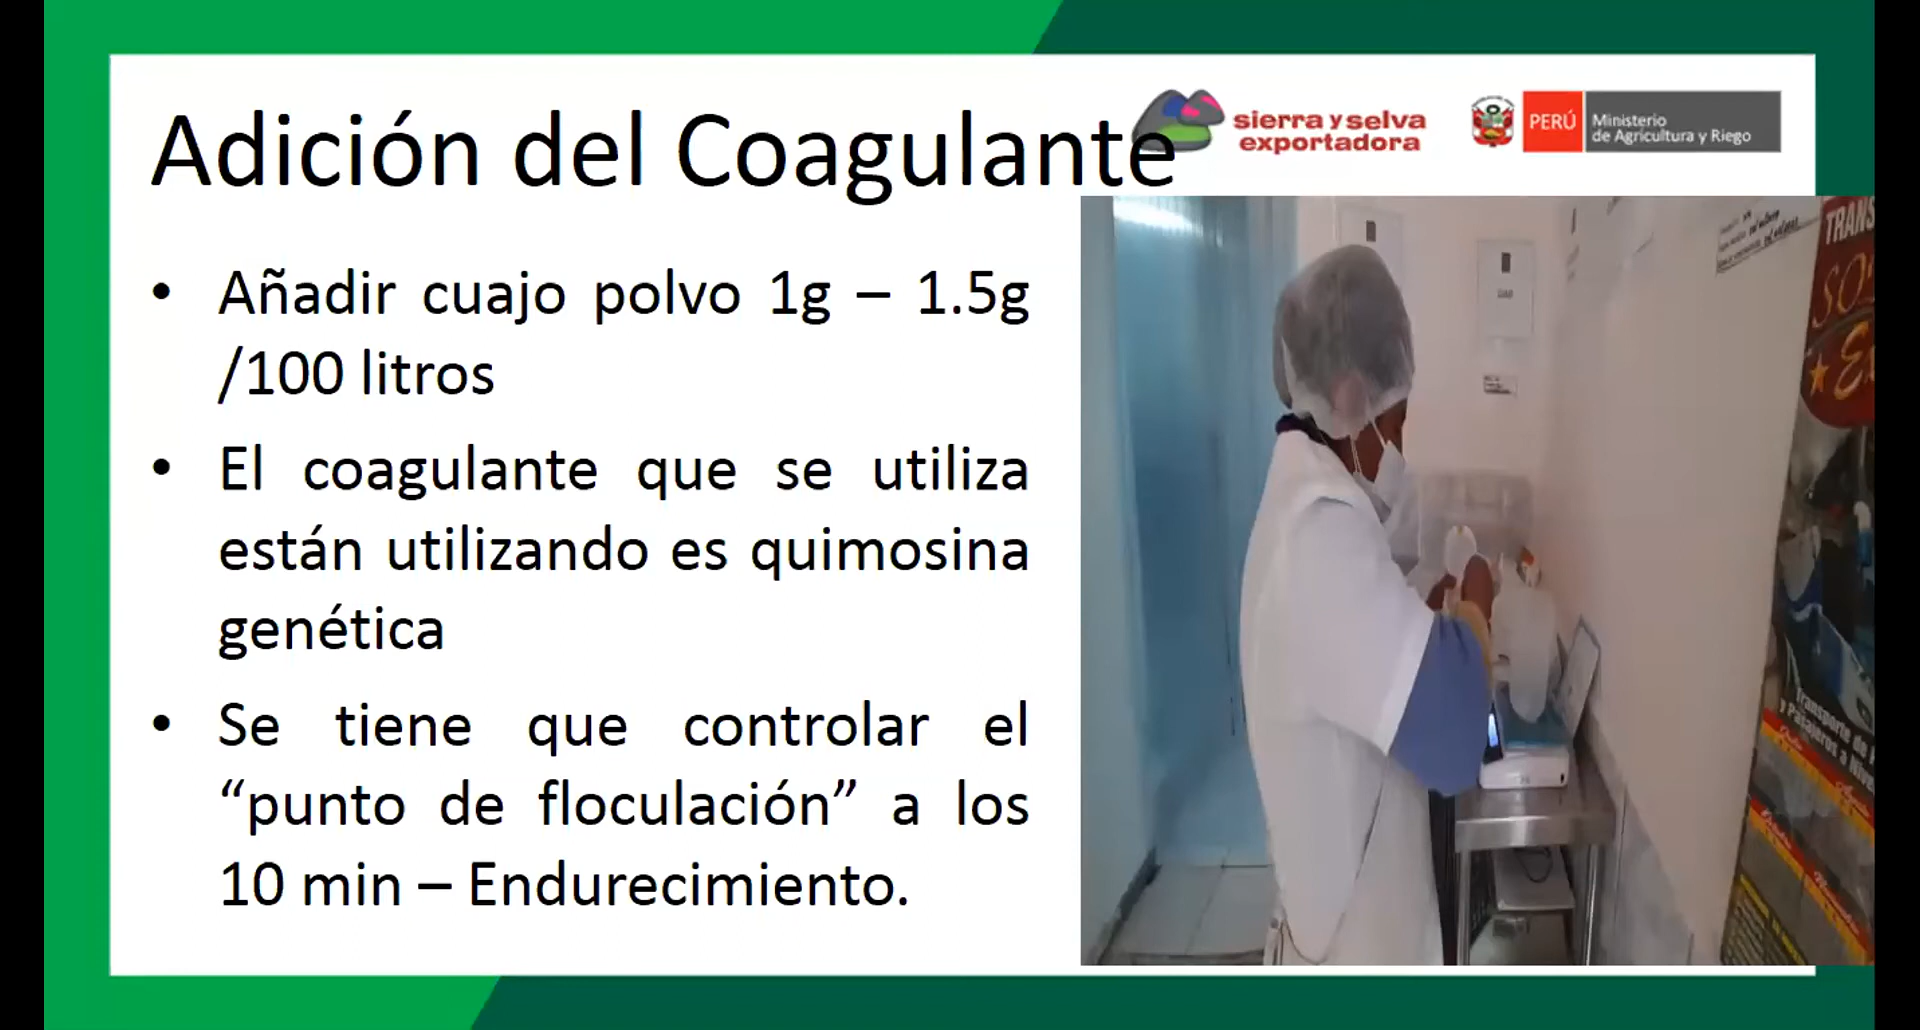 Adición del Coagulante
sierra y selva
exportadora
PERÚ
Ministerio
de Agricultura y Riego
• Añadir cuajo polvo 1g – 1.5g
/100 litros
• El coagulante que se utiliza
están utilizando es quimosina
genética
• Se tiene que controlar el
“punto de floculación” a los
10 min – Endurecimiento.
TRANS
Transporte de